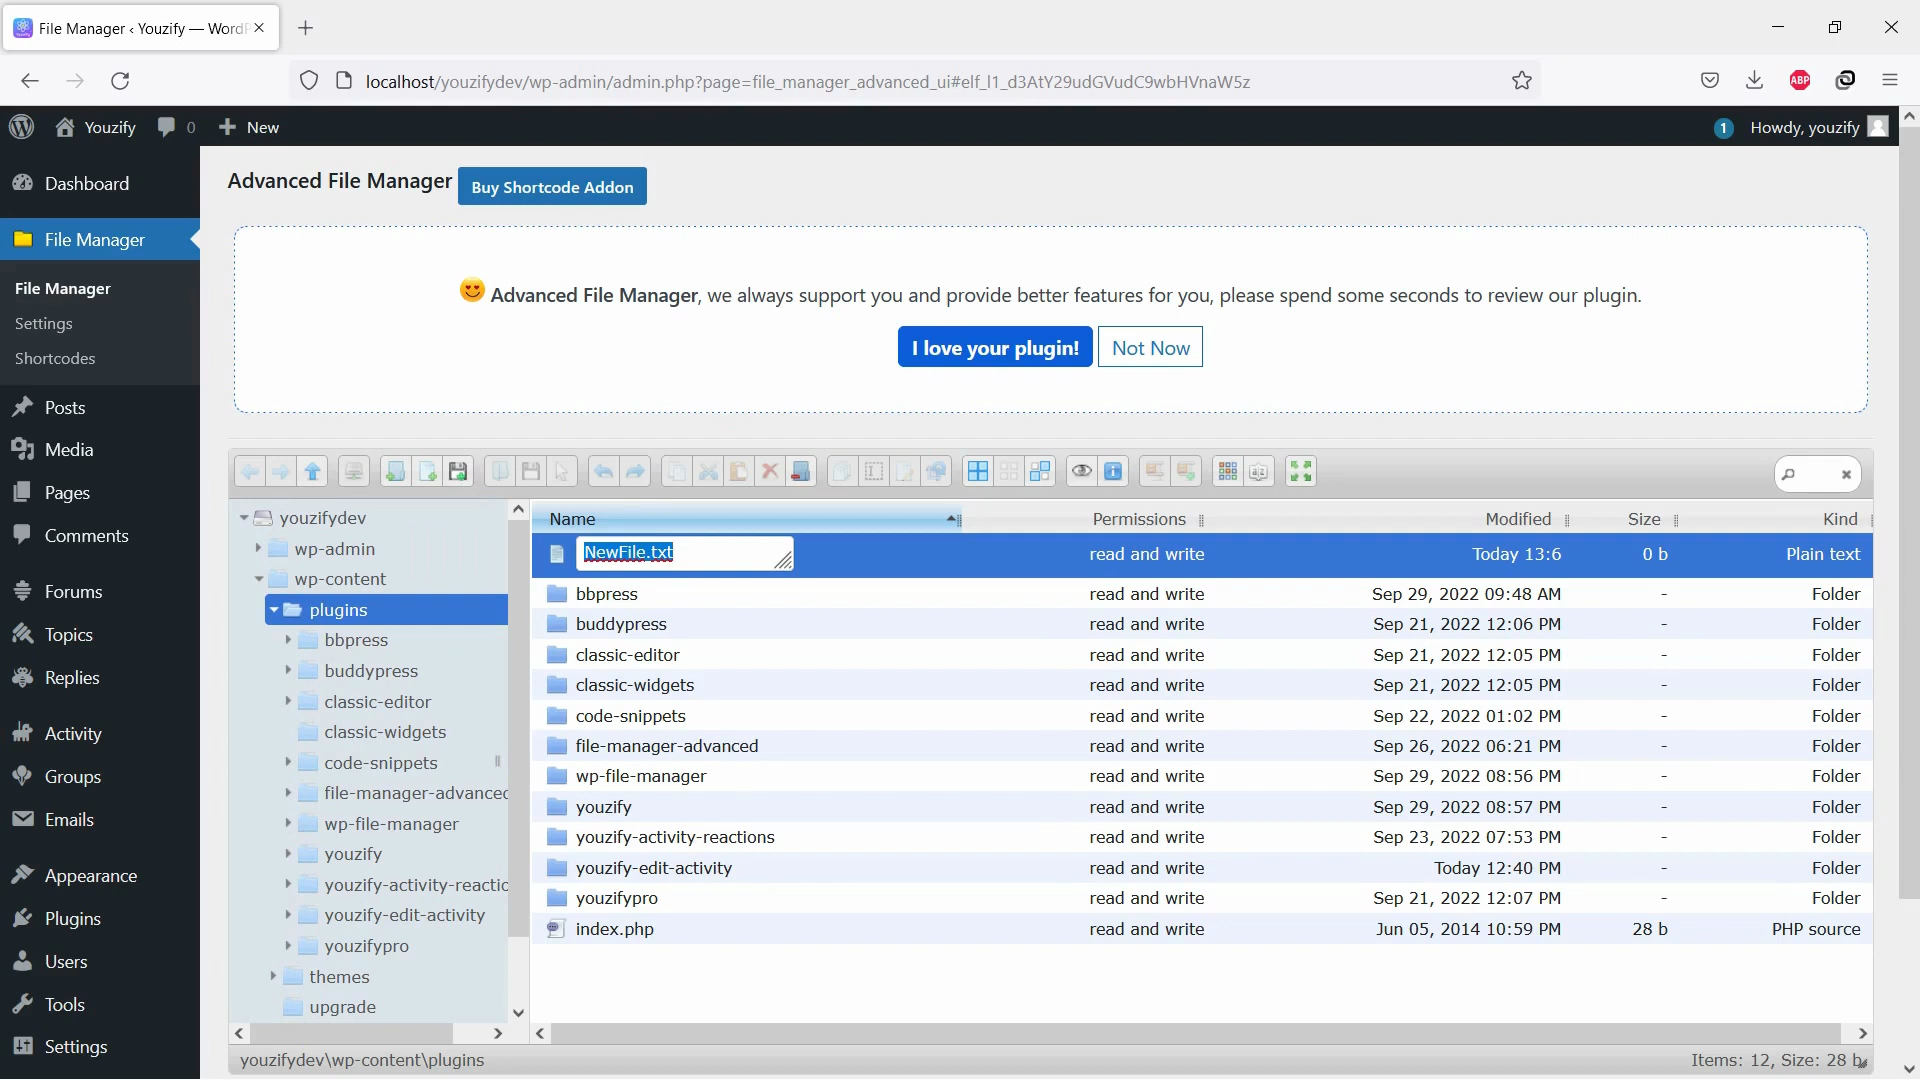 File Manager ‹ Youzify — WordP
localhost/youzifydev/wp-admin/admin.php?page=file_manager_advanced_ui#elf_l1_d3AtY29udGVudC9wbHVnaW5z
ABP
Youzify 0 New 1 Howdy, youzify
Dashboard
File Manager
File Manager
Settings
Shortcodes
Posts
Media
Pages
Comments
Forums
Topics
Replies
Activity
Groups
Emails
Appearance
Plugins
Users
Tools
Settings
Advanced File Manager Buy Shortcode Addon
Advanced File Manager, we always support you and provide better features for you, please spend some seconds to review our plugin.
I love your plugin! Not Now
youzifydev
wp-admin
wp-content
plugins
bbpress
buddypress
classic-editor
classic-widgets
code-snippets
file-manager-advanced
wp-file-manager
youzify
youzify-activity-reactio
youzify-edit-activity
youzifypro
themes
upgrade
Name Permissions Modified Size Kind
NewFile.txt read and write Today 13:6 0 b Plain text
bbpress read and write Sep 29, 2022 09:48 AM - Folder
buddypress read and write Sep 21, 2022 12:06 PM - Folder
classic-editor read and write Sep 21, 2022 12:05 PM - Folder
classic-widgets read and write Sep 21, 2022 12:05 PM - Folder
code-snippets read and write Sep 22, 2022 01:02 PM - Folder
file-manager-advanced read and write Sep 26, 2022 06:21 PM - Folder
wp-file-manager read and write Sep 29, 2022 08:56 PM - Folder
youzify read and write Sep 29, 2022 08:57 PM - Folder
youzify-activity-reactions read and write Sep 23, 2022 07:53 PM - Folder
youzify-edit-activity read and write Today 12:40 PM - Folder
youzifypro read and write Sep 21, 2022 12:07 PM - Folder
index.php read and write Jun 05, 2014 10:59 PM 28 b PHP source
youzifydev\wp-content\plugins Items: 12, Size: 28 b